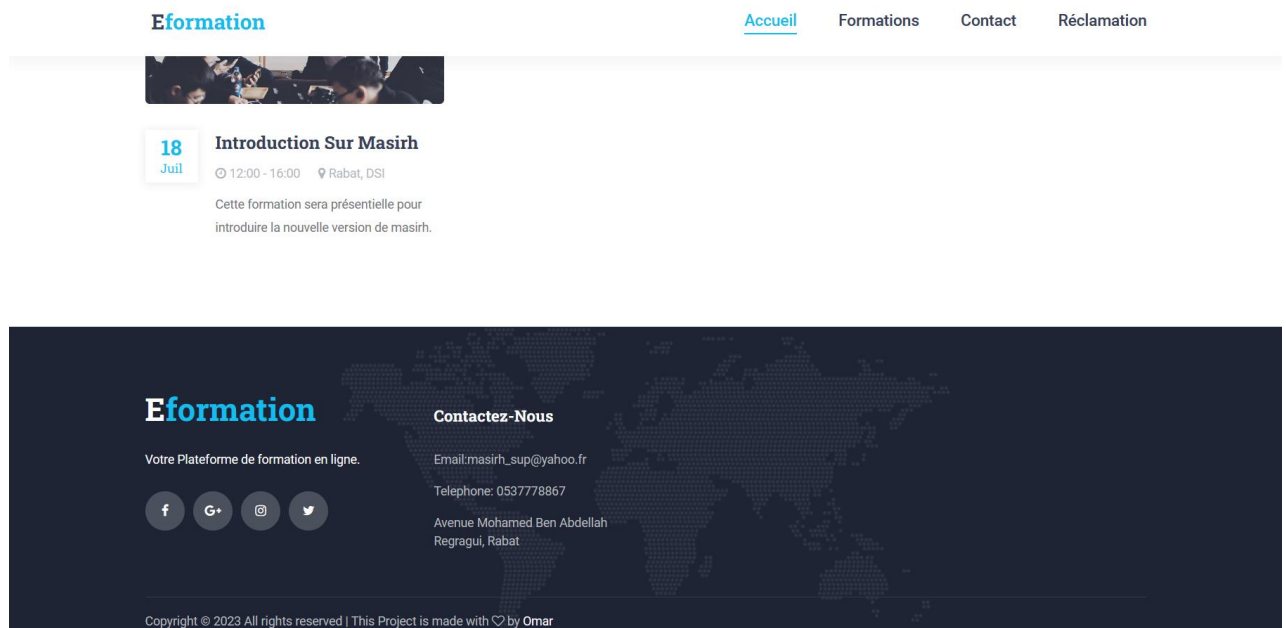 Eformation
Accueil Formations Contact Réclamation
18
Juil
Introduction Sur Masirh
12:00 - 16:00 Rabat, DSI
Cette formation sera présentielle pour
introduire la nouvelle version de masirh.
Eformation
Votre Plateforme de formation en ligne.
f G+
Contactez-Nous
Email:masirh_sup@yahoo.fr
Telephone: 0537778867
Avenue Mohamed Ben Abdellah
Regragui, Rabat
Copyright © 2023 All rights reserved | This Project is made with ♡ by Omar